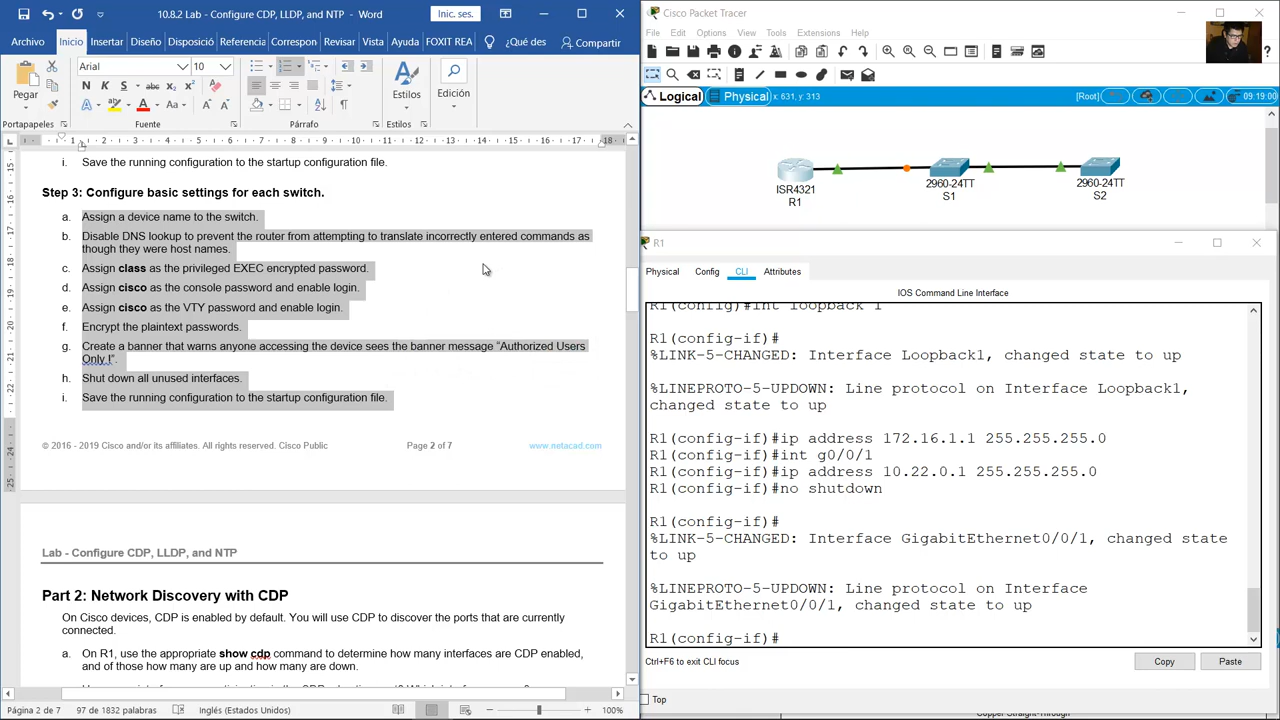 10.8.2 Lab - Configure CDP, LLDP, and NTP - Word
Inic. ses.
Archivo Inicio Insertar Diseño Disposición Referencia Correspon Revisar Vista Ayuda FOXIT REA ¿Qué des Compartir
Arial 10
Pegar
N K S
Aa
Estilos
Edición
Portapapeles Fuente Párrafo Estilos
i. Save the running configuration to the startup configuration file.
Step 3: Configure basic settings for each switch.
a. Assign a device name to the switch.
b. Disable DNS lookup to prevent the router from attempting to translate incorrectly entered commands as
though they were host names.
c. Assign class as the privileged EXEC encrypted password.
d. Assign cisco as the console password and enable login.
e. Assign cisco as the VTY password and enable login.
f. Encrypt the plaintext passwords.
g. Create a banner that warns anyone accessing the device sees the banner message “Authorized Users
Only!”.
h. Shut down all unused interfaces.
i. Save the running configuration to the startup configuration file.
© 2016 - 2019 Cisco and/or its affiliates. All rights reserved. Cisco Public Page 2 of 7 www.netacad.com
Lab - Configure CDP, LLDP, and NTP
Part 2: Network Discovery with CDP
On Cisco devices, CDP is enabled by default. You will use CDP to discover the ports that are currently
connected.
a. On R1, use the appropriate show cdp command to determine how many interfaces are CDP enabled,
and of those how many are up and how many are down.
Página 2 de 7 97 de 1832 palabras Inglés (Estados Unidos) 100%
Cisco Packet Tracer
File Edit Options View Tools Extensions Help
Logical Physical x: 631, y: 313 [Root] 09:19:00
ISR4321
R1
2960-24TT
S1
2960-24TT
S2
R1
Physical Config CLI Attributes
IOS Command Line Interface
R1(config)#int loopback 1
R1(config-if)#
%LINK-5-CHANGED: Interface Loopback1, changed state to up
%LINEPROTO-5-UPDOWN: Line protocol on Interface Loopback1,
changed state to up
R1(config-if)#ip address 172.16.1.1 255.255.255.0
R1(config-if)#int g0/0/1
R1(config-if)#ip address 10.22.0.1 255.255.255.0
R1(config-if)#no shutdown
R1(config-if)#
%LINK-5-CHANGED: Interface GigabitEthernet0/0/1, changed state
to up
%LINEPROTO-5-UPDOWN: Line protocol on Interface
GigabitEthernet0/0/1, changed state to up
R1(config-if)#
Ctrl+F6 to exit CLI focus
Copy Paste
Top
Copper Straight-Through